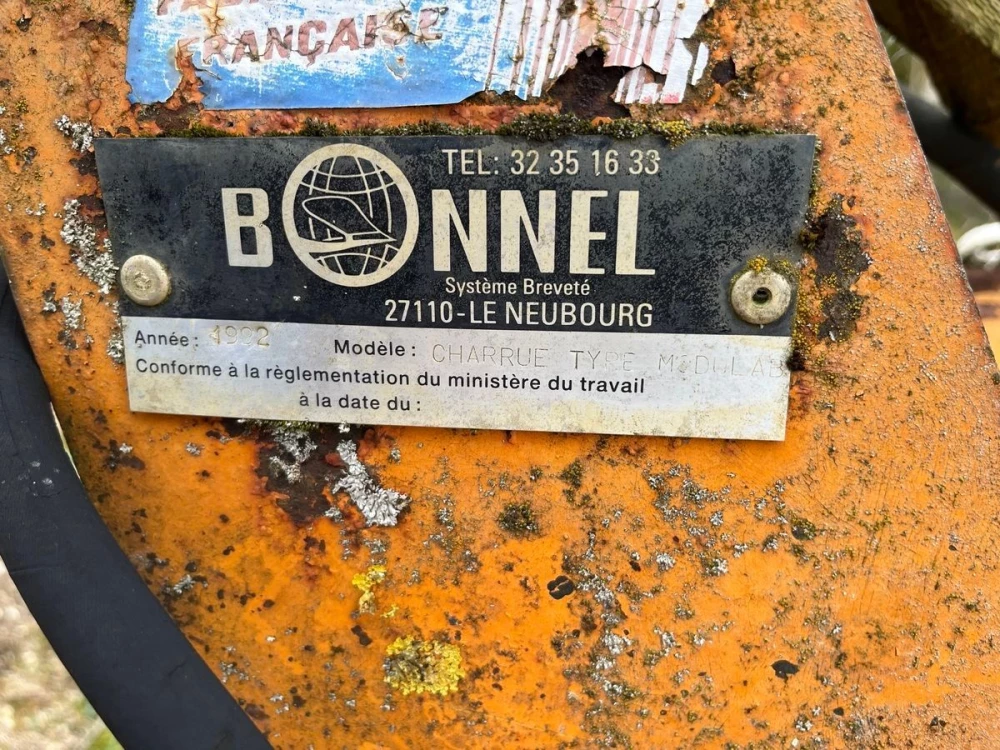 FRANÇAISE
TEL: 32 35 16 33
BONNEL
Système Breveté
27110-LE NEUBOURG
Année: 1992 Modèle: CHARRUE TYPE
Conforme à la règlementation du ministère du travail
à la date du: